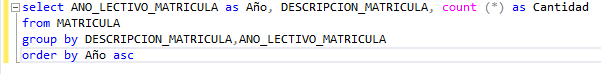 select ANO_LECTIVO_MATRICULA as Año, DESCRIPCION_MATRICULA, count (*) as Cantidad
from MATRICULA
group by DESCRIPCION_MATRICULA,ANO_LECTIVO_MATRICULA
order by Año asc